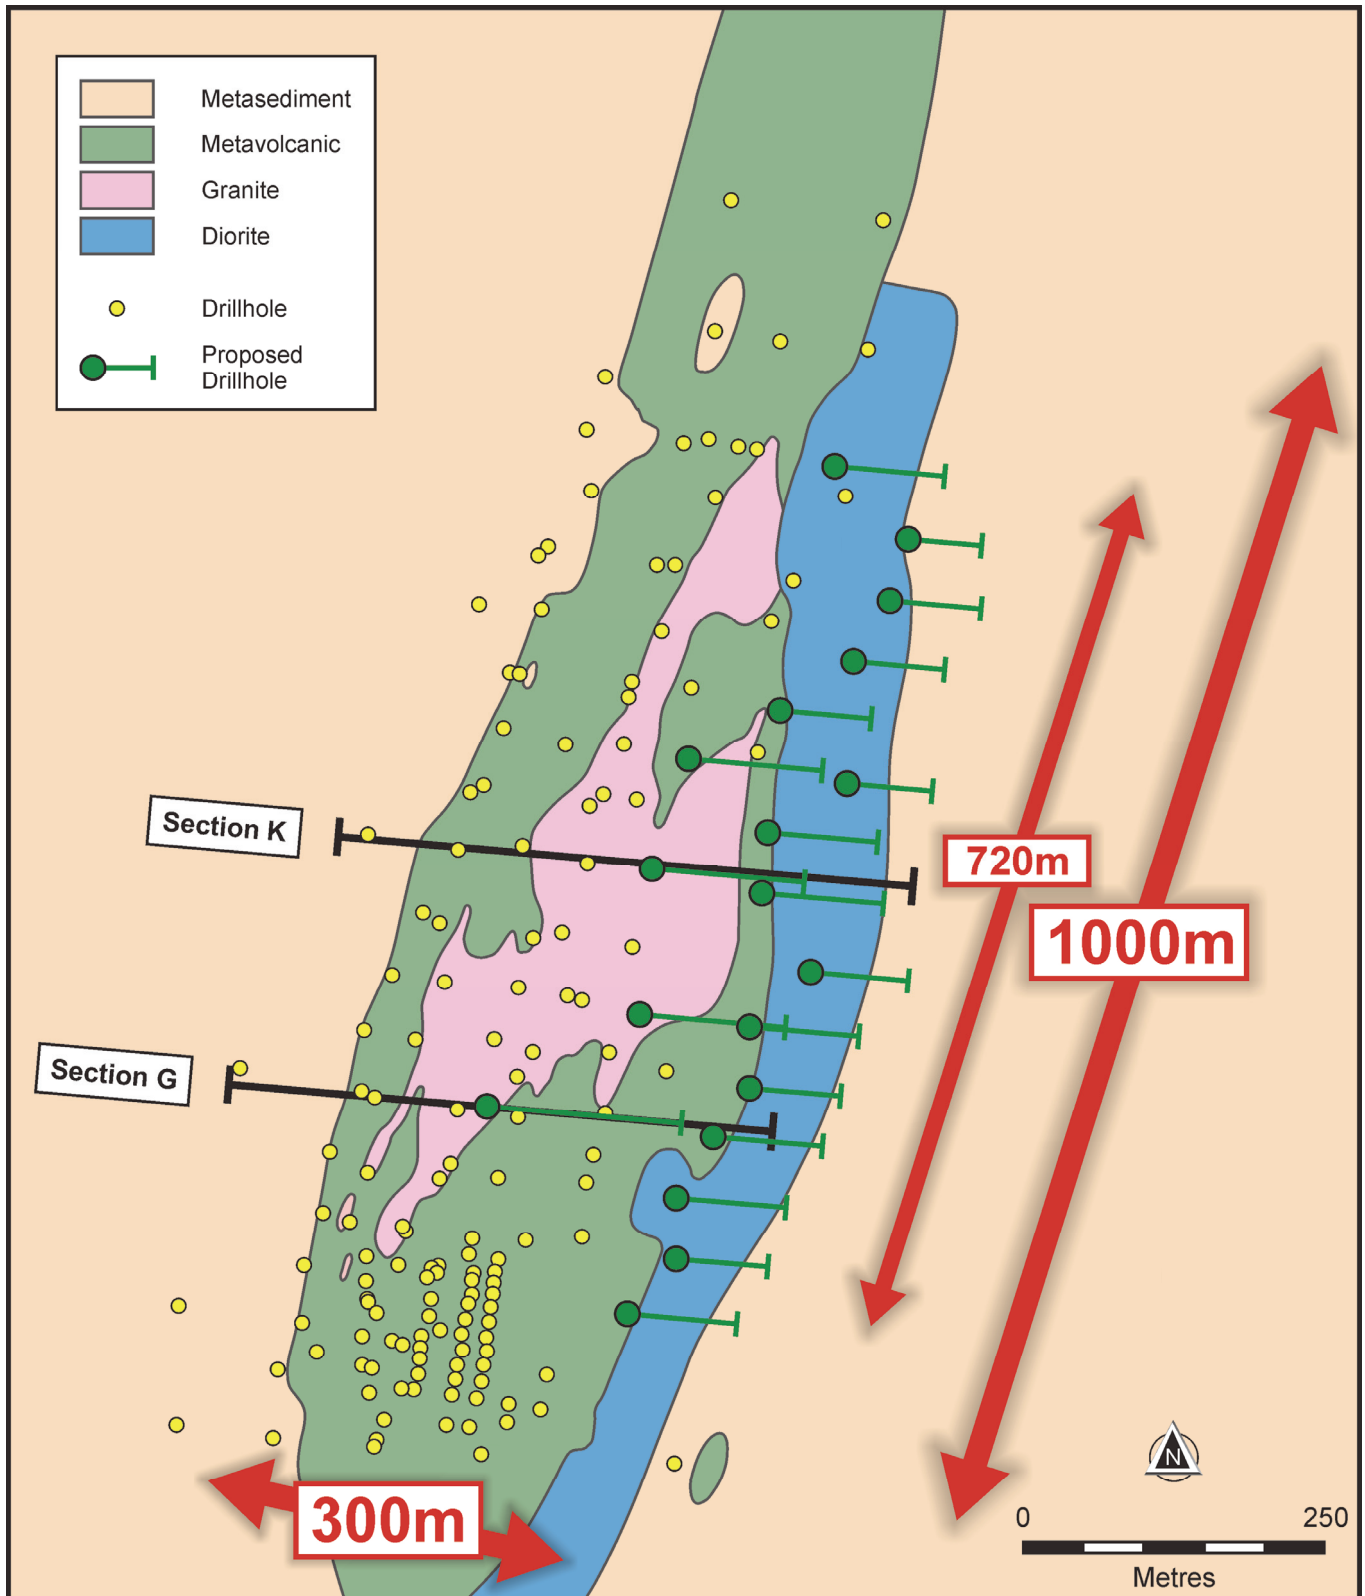 Metasediment
Metavolcanic
Granite
Diorite
Drillhole
Proposed
Drillhole
Section K
720m
1000m
Section G
300m
N
0 250
Metres